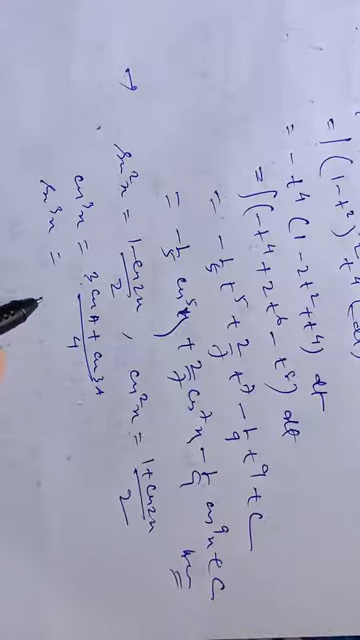 = ∫ (1-t²)² t⁴ (-dt)
= -t⁴ (1-2t²+t⁴) dt
= ∫(-t⁴+2t⁶-t⁸) dt
= -1/5 t⁵ + 2/7 t⁷ - 1/9 t⁹ + C
= -1/5 cos⁵x + 2/7 cos⁷x - 1/9 cos⁹x + C
→ sin²x = 1-cos2x/2 , cos²x = 1+cos2x/2
cos³x = 3cosA+cos3A/4
sin³x =